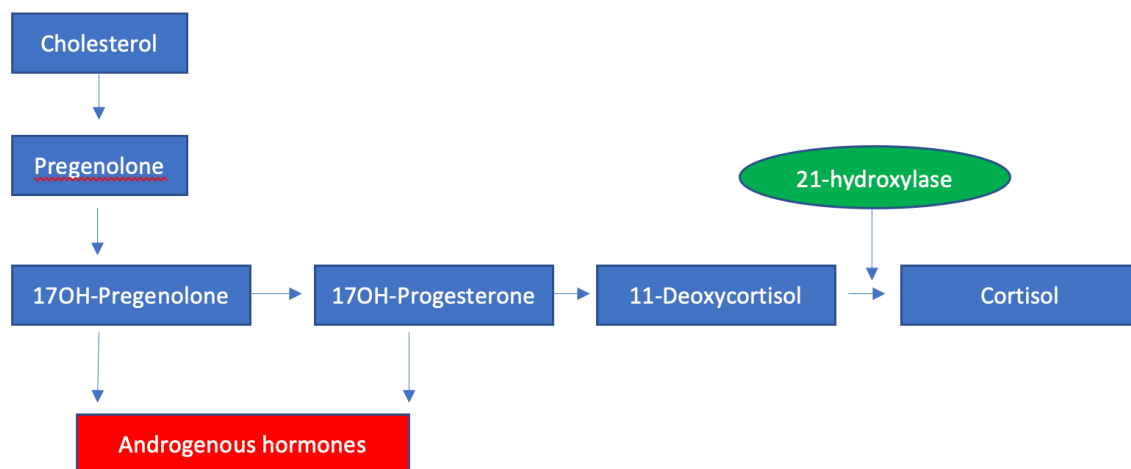 Cholesterol
Pregenolone
21-hydroxylase
17OH-Pregenolone
17OH-Progesterone
11-Deoxycortisol
Cortisol
Androgenous hormones